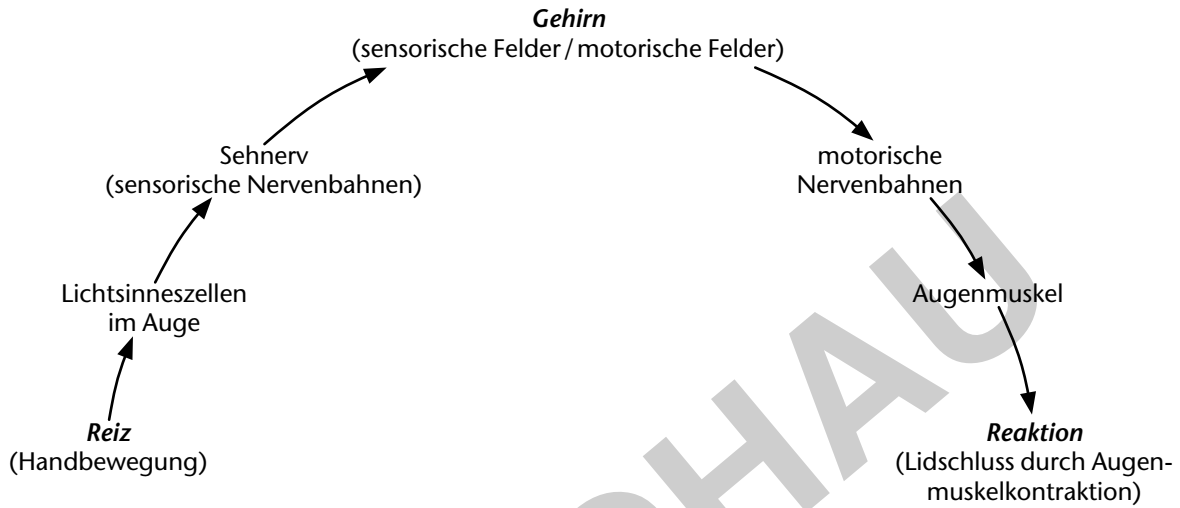 Gehirn
(sensorische Felder / motorische Felder)
Sehnerv
(sensorische Nervenbahnen)
motorische
Nervenbahnen
Lichtsinneszellen
im Auge
Augenmuskel
Reiz
(Handbewegung)
Reaktion
(Lidschluss durch Augen-
muskelkontraktion)